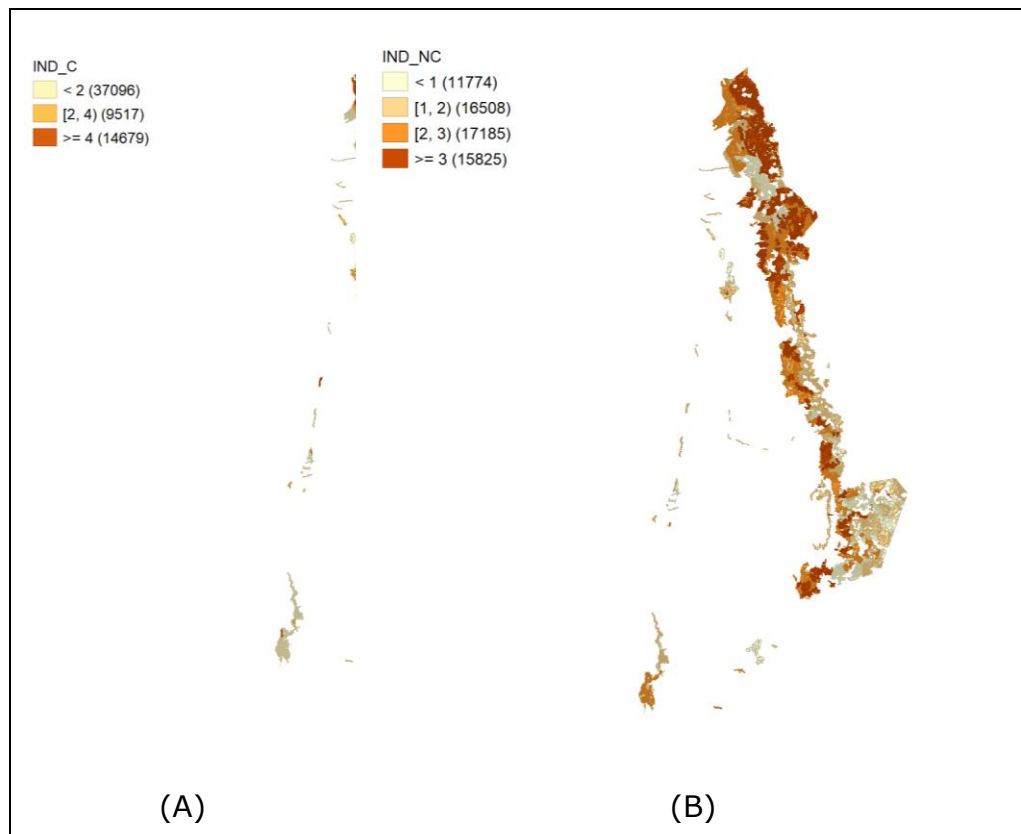 IND_C
< 2 (37096)
[2, 4) (9517)
>= 4 (14679)
IND_NC
< 1 (11774)
[1, 2) (16508)
[2, 3) (17185)
>= 3 (15825)
(A)
(B)